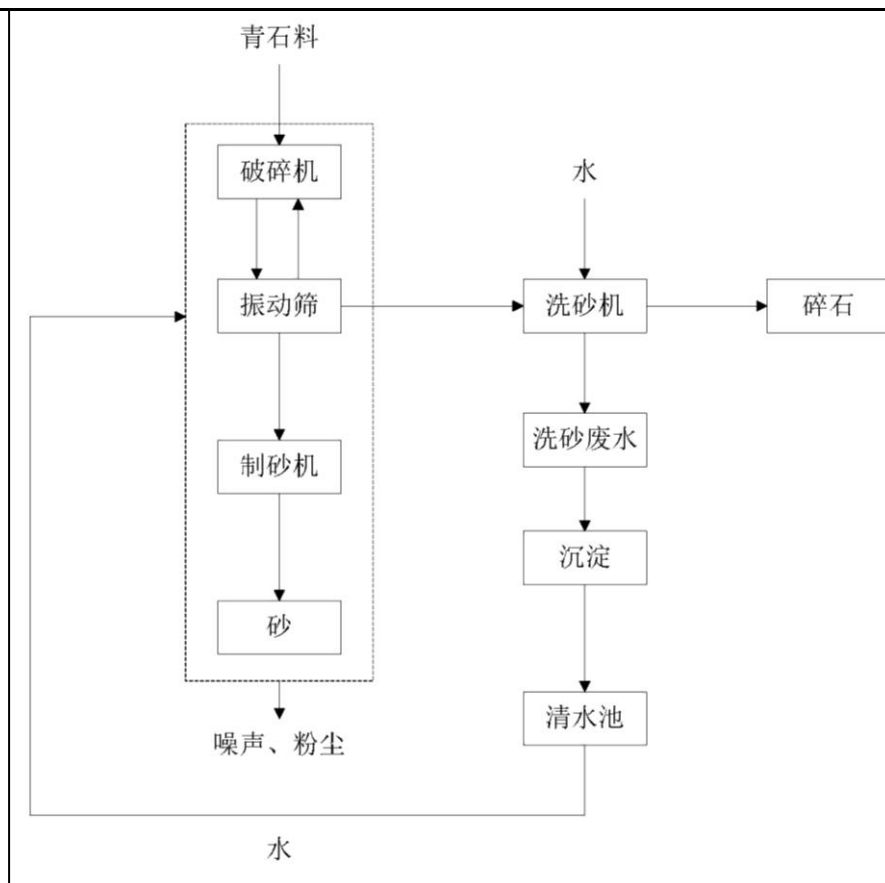 青石料
破碎机
水
振动筛
洗砂机
碎石
洗砂废水
制砂机
沉淀
砂
清水池
噪声、粉尘
水